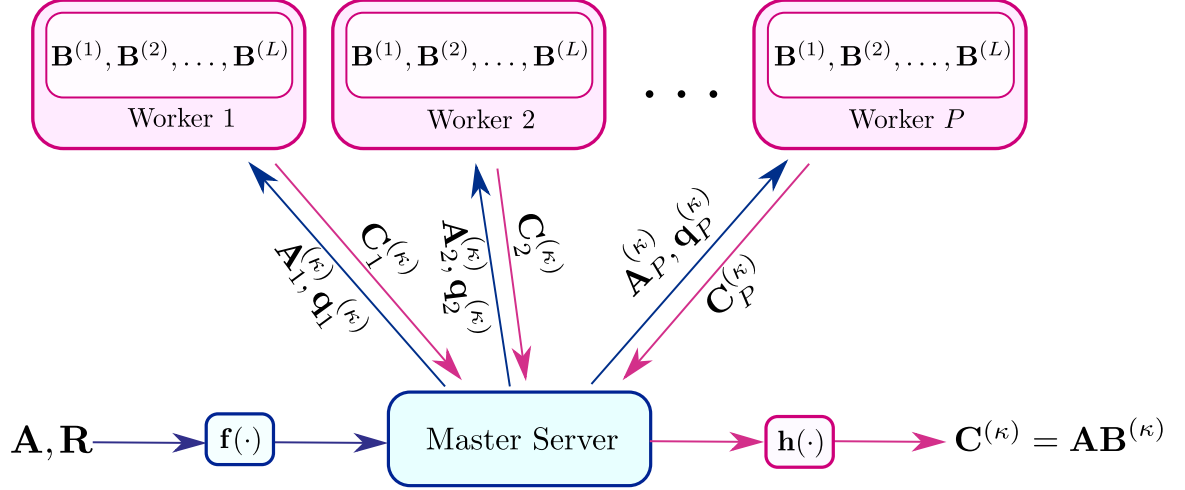 B^(1), B^(2), . . . , B^(L)
Worker 1
B^(1), B^(2), . . . , B^(L)
Worker 2
. . .
B^(1), B^(2), . . . , B^(L)
Worker P
A_1^(κ), q_1^(κ)
C_1^(κ)
A_2^(κ), q_2^(κ)
C_2^(κ)
A_P^(κ), q_P^(κ)
C_P^(κ)
A, R
f(·)
Master Server
h(·)
C^(κ) = AB^(κ)